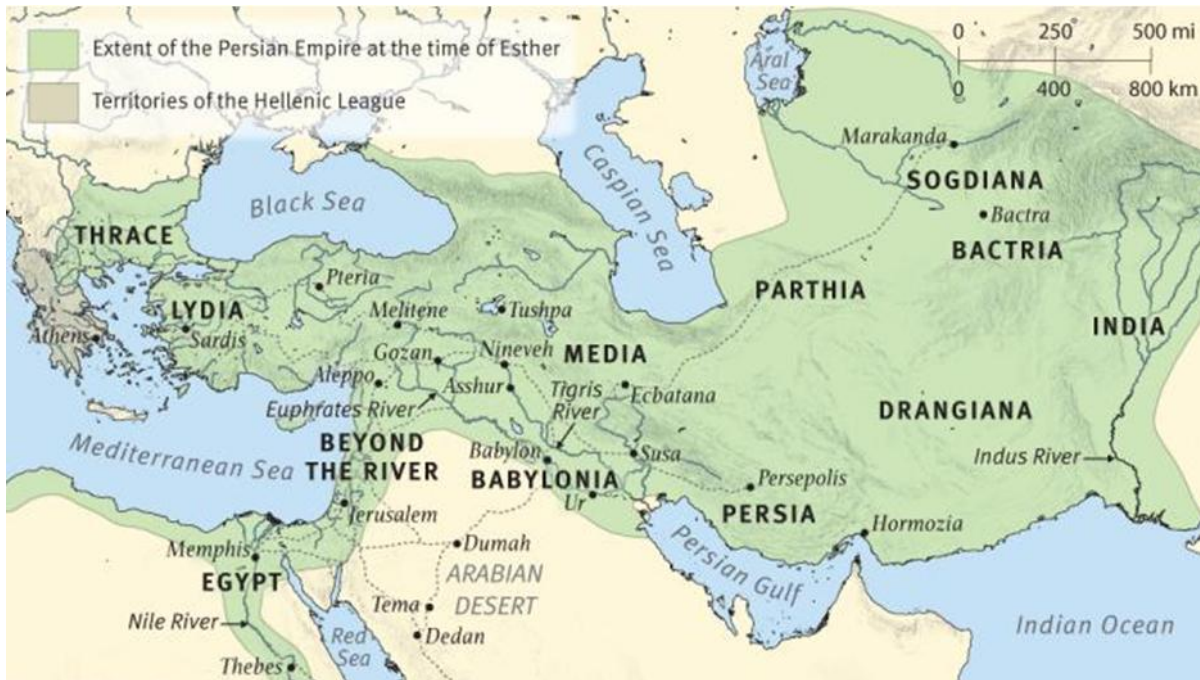 Extent of the Persian Empire at the time of Esther
Territories of the Hellenic League
0 250 500 mi
0 400 800 km
Aral
Sea
Marakanda
SOGDIANA
Bactra
BACTRIA
Caspian Sea
Black Sea
THRACE
Pteria
LYDIA
Sardis
Athens
Melitene
Tushpa
PARTHIA
INDIA
Gozan
Nineveh
MEDIA
Aleppo
Asshur
Tigris
River
Ecbatana
Euphrates River
DRANGIANA
Mediterranean Sea
BEYOND
THE RIVER
Babylon
BABYLONIA
Susa
Indus River
Ur
Persepolis
PERSIA
Jerusalem
Hormozia
Memphis
Dumah
Persian Gulf
EGYPT
ARABIAN
DESERT
Tema
Nile River
Dedan
Red
Sea
Indian Ocean
Thebes